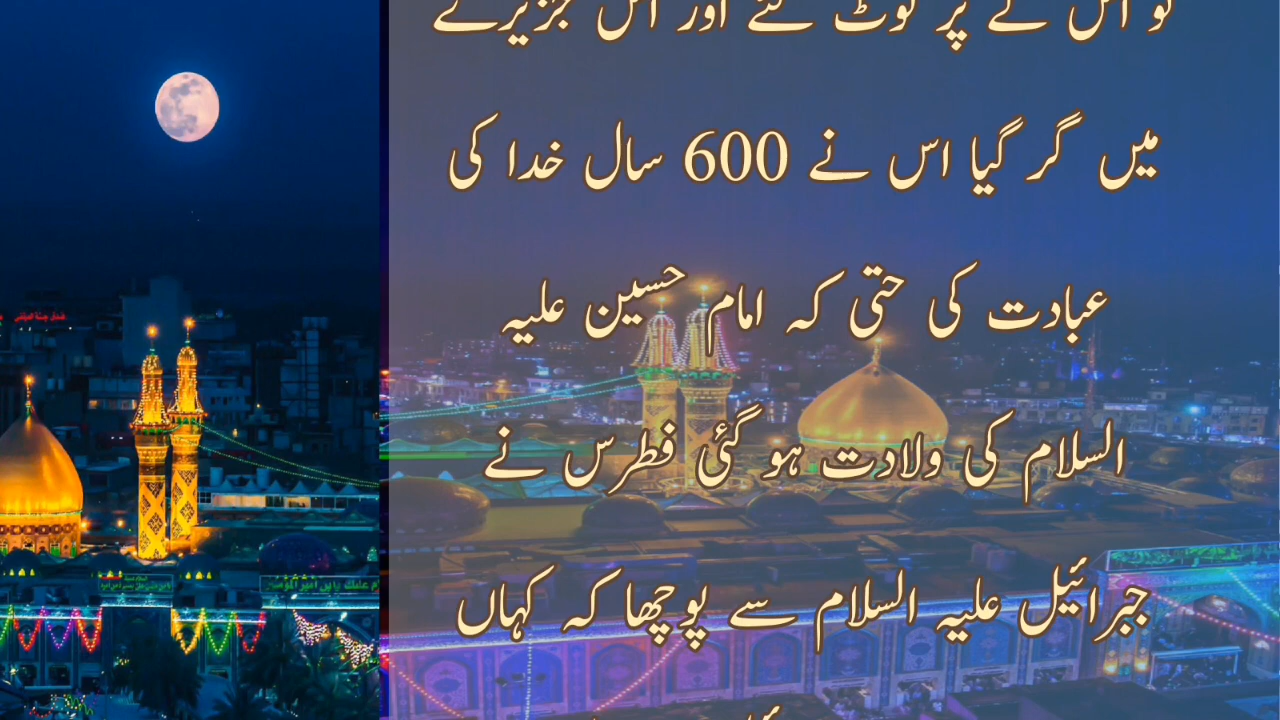 تو اس کے پر ٹوٹ گئے اور اس جزیرے
میں گر گیا اس نے 600 سال خدا کی
عبادت کی حتی کہ امام حسین علیہ
السلام کی ولادت ہو گئی فطرس نے
جبرائیل علیہ السلام سے پوچھا کہ کہاں